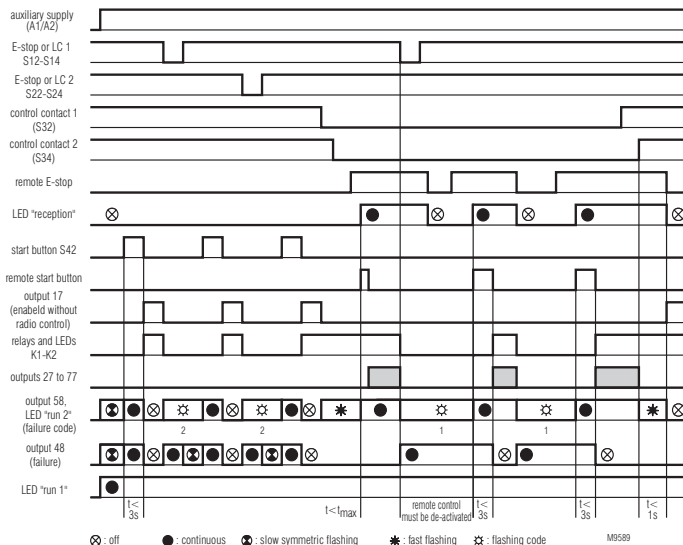 auxiliary supply
(A1/A2)
E-stop or LC 1
S12-S14
E-stop or LC 2
S22-S24
control contact 1
(S32)
control contact 2
(S34)
remote E-stop
LED "reception"
start button S42
remote start button
output 17
(enabeld without
radio control)
relays and LEDs
K1-K2
outputs 27 to 77
output 58,
LED "run 2"
(failure code)
2
2
1
1
output 48
(failure)
LED "run 1"
t<
3s
t<tmax
remote control
must be de-activated
t<
3s
t<
3s
t<
1s
: off
: continuous
: slow symmetric flashing
: fast flashing
: flashing code
M9589